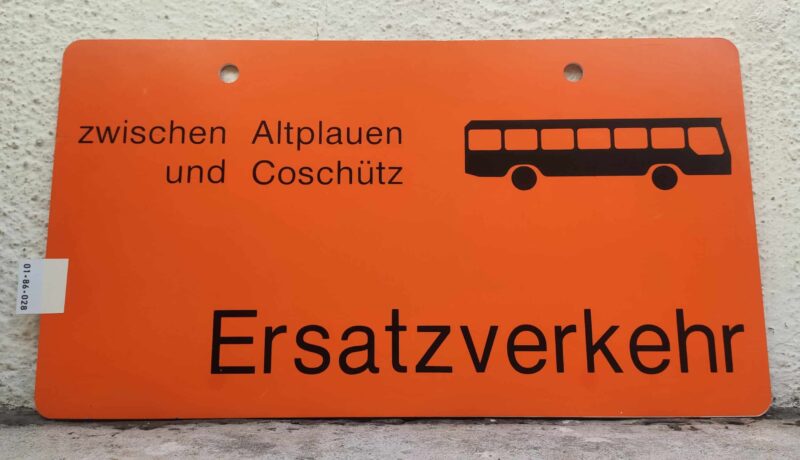 zwischen Altplauen
und Coschütz
01-86-028
Ersatzverkehr